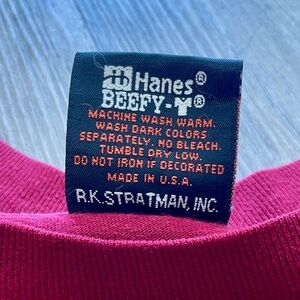 Hanes®
BEEFY-T®
MACHINE WASH WARM.
WASH DARK COLORS
SEPARATELY. NO BLEACH.
TUMBLE DRY LOW.
DO NOT IRON IF DECORATED
MADE IN U.S.A.
R.K.STRATMAN, INC.